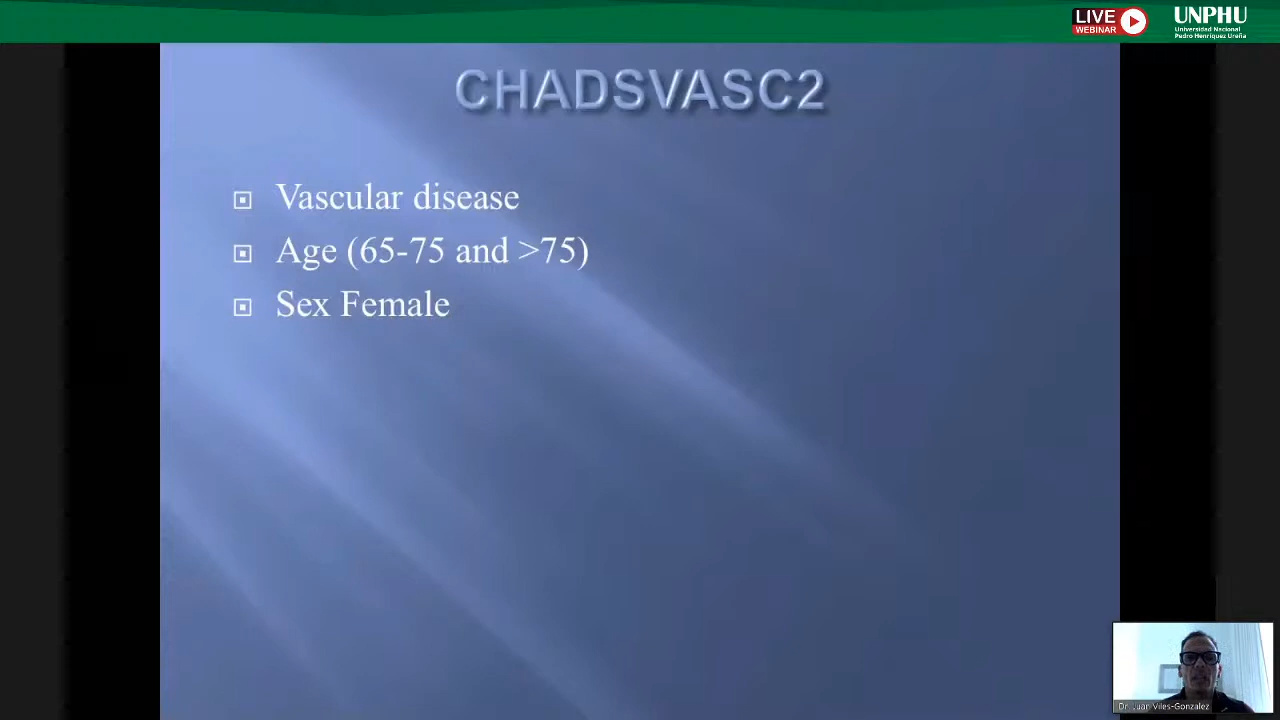 LIVE
WEBINAR
UNPHU
Universidad Nacional
Pedro Henríquez Ureña
CHADSVASC2
Vascular disease
Age (65-75 and >75)
Sex Female
Dr. Juan Viles-Gonzalez